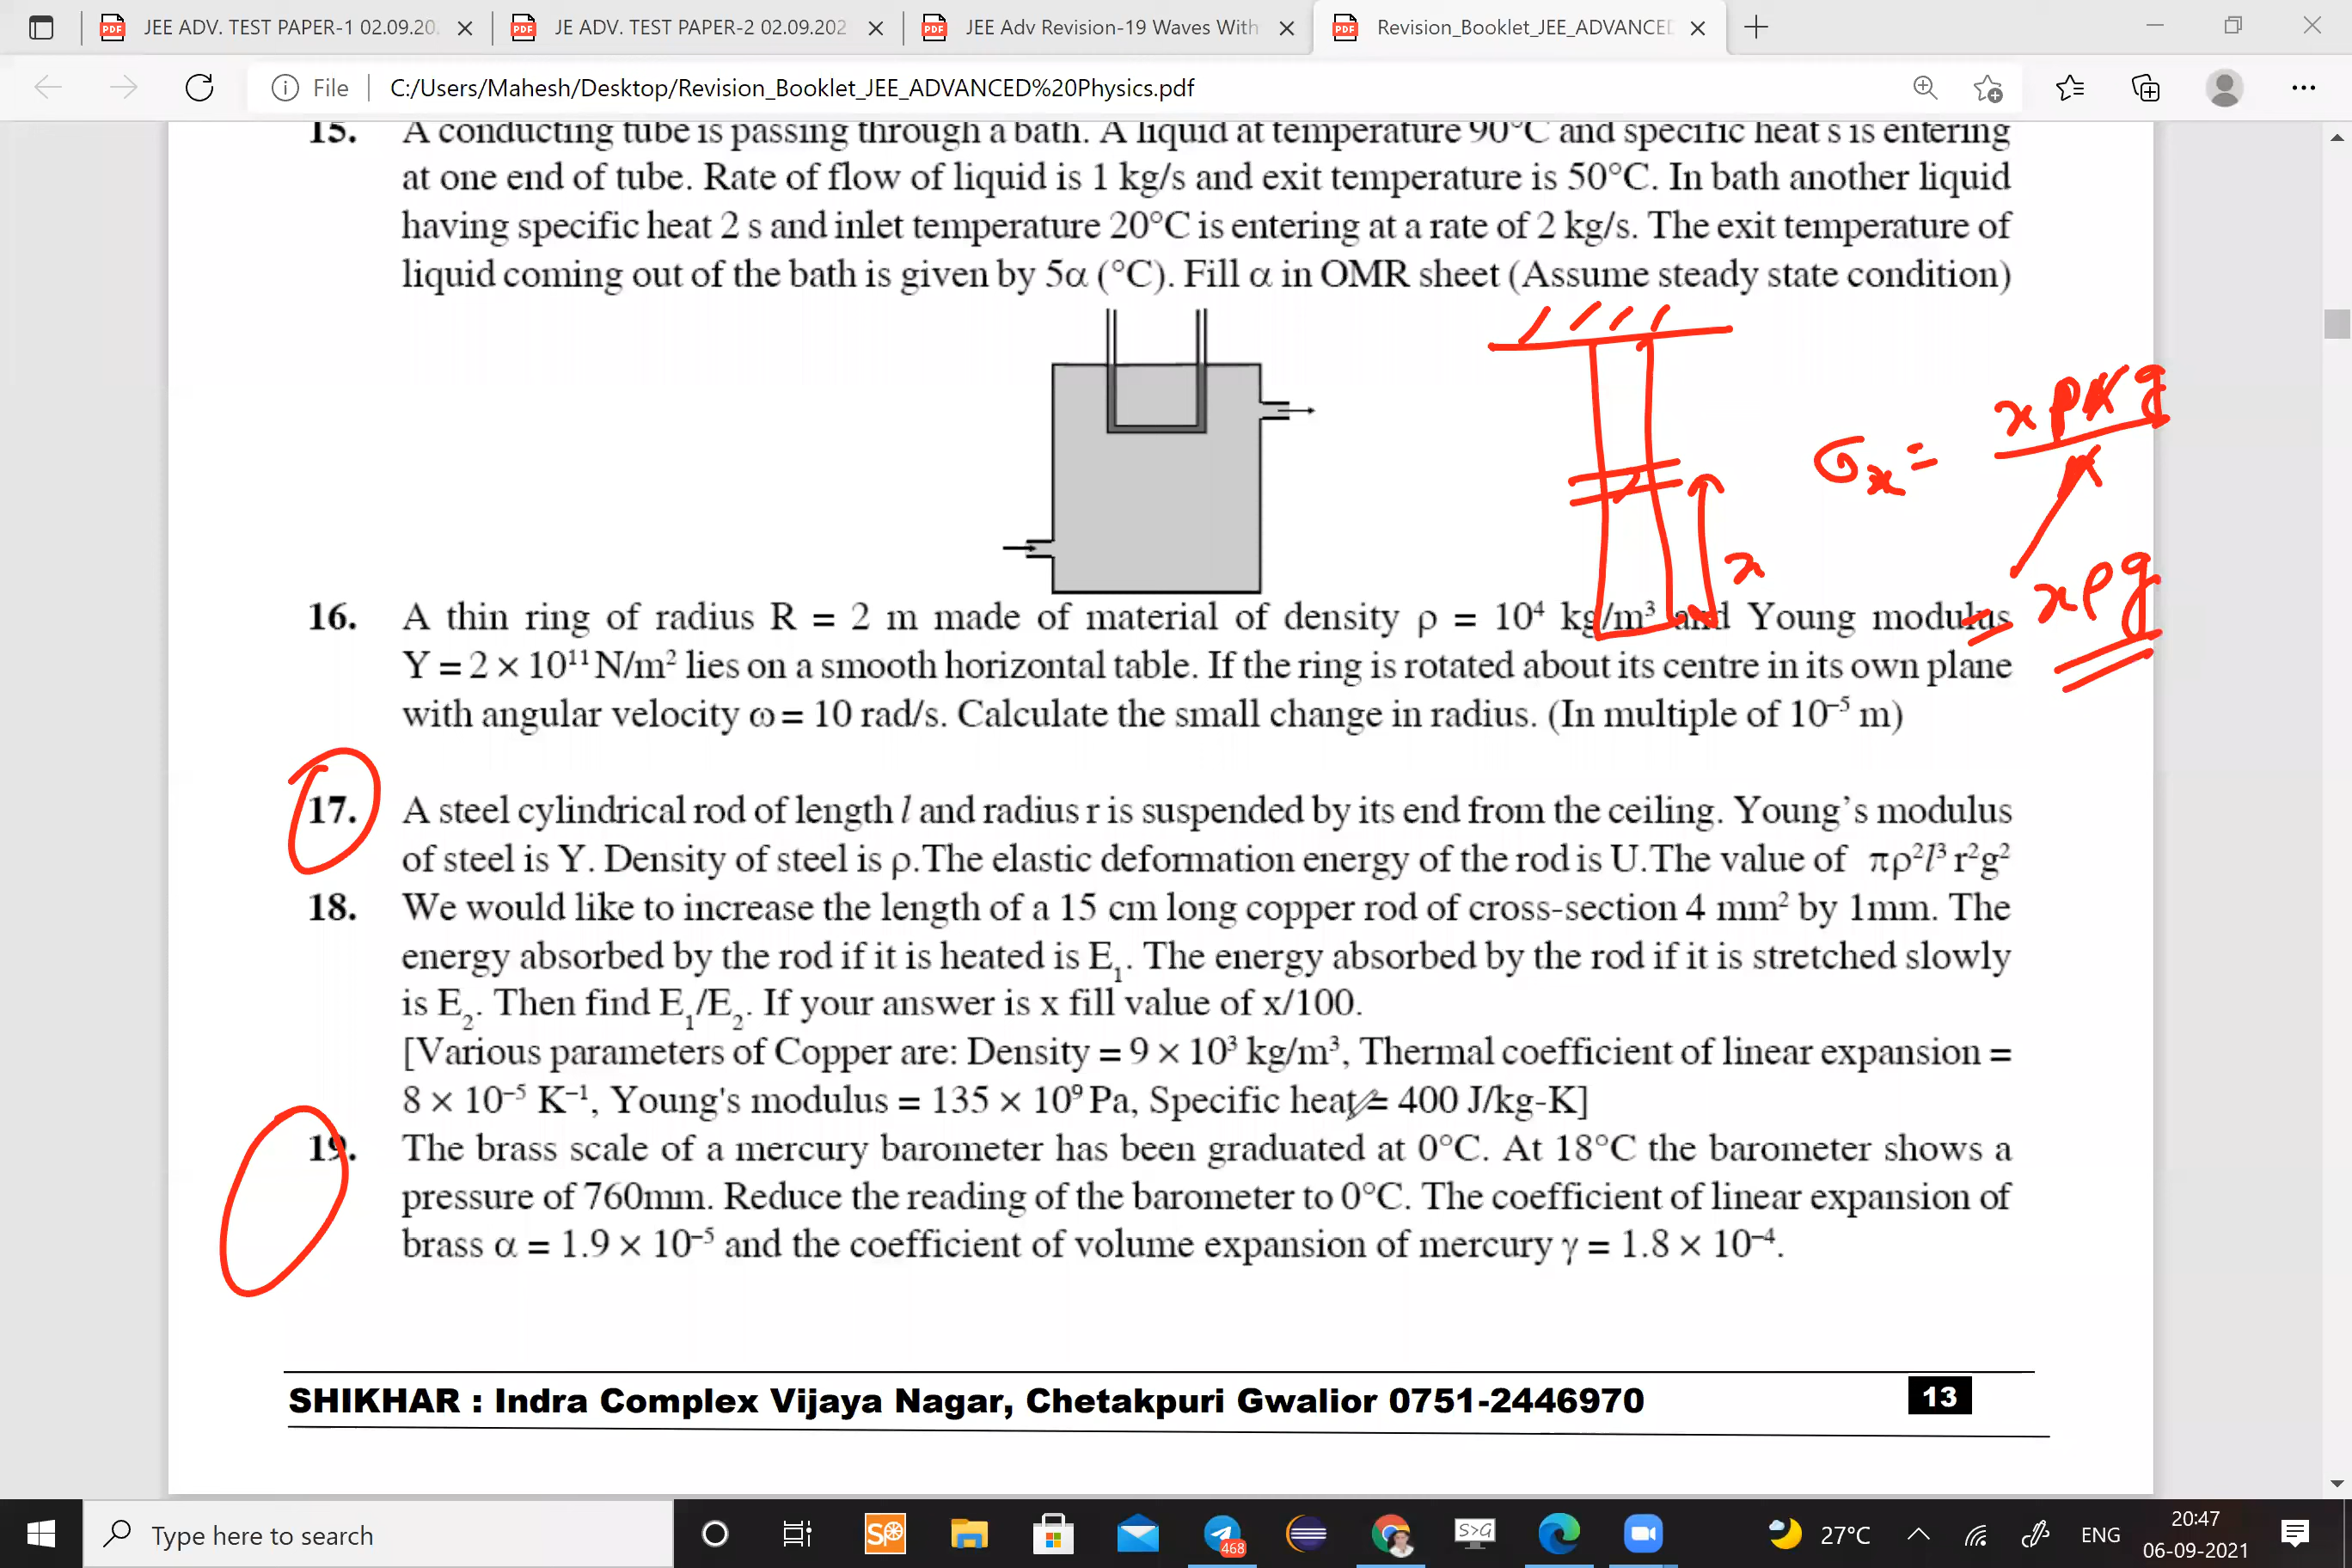 JEE ADV. TEST PAPER-1 02.09.20
JE ADV. TEST PAPER-2 02.09.202
JEE Adv Revision-19 Waves With
Revision_Booklet_JEE_ADVANCED
File
C:/Users/Mahesh/Desktop/Revision_Booklet_JEE_ADVANCED%20Physics.pdf
15. A conducting tube is passing through a bath. A liquid at temperature 90°C and specific heat s is entering
at one end of tube. Rate of flow of liquid is 1 kg/s and exit temperature is 50°C. In bath another liquid
having specific heat 2 s and inlet temperature 20°C is entering at a rate of 2 kg/s. The exit temperature of
liquid coming out of the bath is given by 5α (°C). Fill α in OMR sheet (Assume steady state condition)
σx = xρAg / A
x
= xρg
16. A thin ring of radius R = 2 m made of material of density ρ = 10⁴ kg/m³ and Young modulus
Y = 2 × 10¹¹ N/m² lies on a smooth horizontal table. If the ring is rotated about its centre in its own plane
with angular velocity ω = 10 rad/s. Calculate the small change in radius. (In multiple of 10⁻⁵ m)
17. A steel cylindrical rod of length l and radius r is suspended by its end from the ceiling. Young's modulus
of steel is Y. Density of steel is ρ.The elastic deformation energy of the rod is U.The value of πρ²l³ r²g²
18. We would like to increase the length of a 15 cm long copper rod of cross-section 4 mm² by 1mm. The
energy absorbed by the rod if it is heated is E₁. The energy absorbed by the rod if it is stretched slowly
is E₂. Then find E₁/E₂. If your answer is x fill value of x/100.
[Various parameters of Copper are: Density = 9 × 10³ kg/m³, Thermal coefficient of linear expansion =
8 × 10⁻⁵ K⁻¹, Young's modulus = 135 × 10⁹ Pa, Specific heat = 400 J/kg-K]
19. The brass scale of a mercury barometer has been graduated at 0°C. At 18°C the barometer shows a
pressure of 760mm. Reduce the reading of the barometer to 0°C. The coefficient of linear expansion of
brass α = 1.9 × 10⁻⁵ and the coefficient of volume expansion of mercury γ = 1.8 × 10⁻⁴.
SHIKHAR : Indra Complex Vijaya Nagar, Chetakpuri Gwalior 0751-2446970
13
Type here to search
SP
468
S>G
27°C
ENG
20:47
06-09-2021